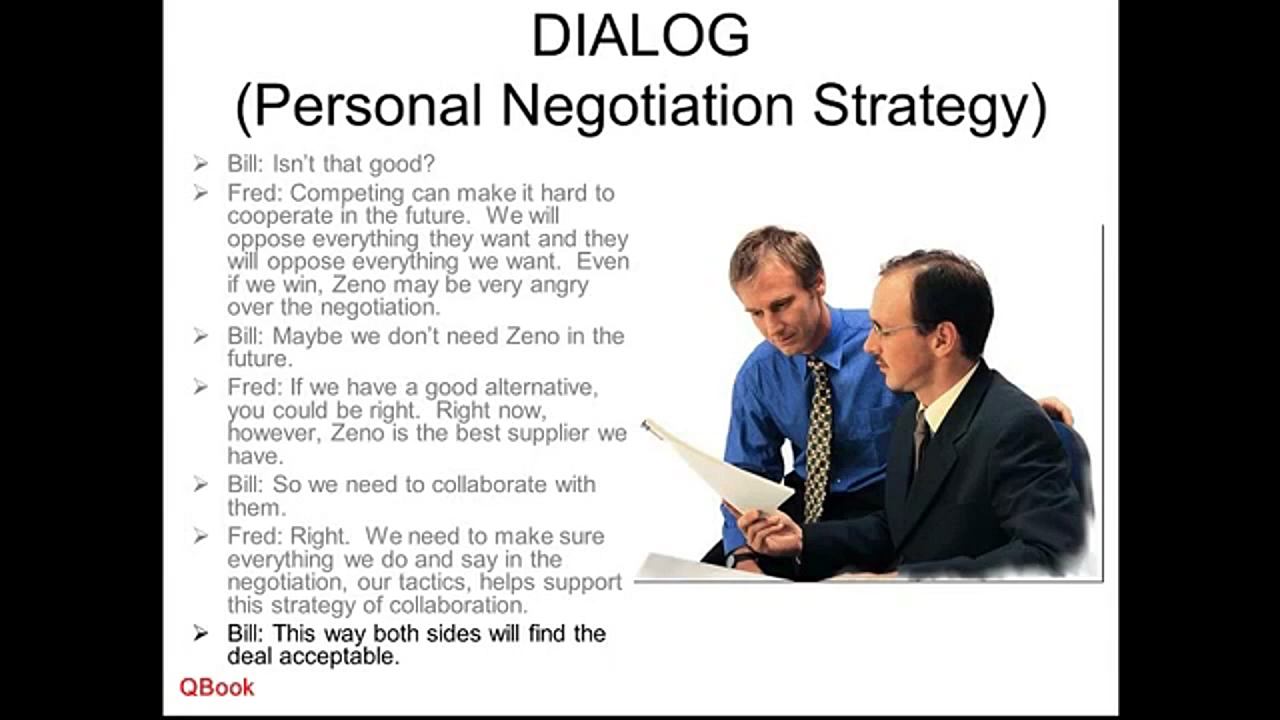 DIALOG
(Personal Negotiation Strategy)
Bill: Isn't that good?
Fred: Competing can make it hard to
cooperate in the future. We will
oppose everything they want and they
will oppose everything we want. Even
if we win, Zeno may be very angry
over the negotiation.
Bill: Maybe we don't need Zeno in the
future.
Fred: If we have a good alternative,
you could be right. Right now,
however, Zeno is the best supplier we
have.
Bill: So we need to collaborate with
them.
Fred: Right. We need to make sure
everything we do and say in the
negotiation, our tactics, helps support
this strategy of collaboration.
Bill: This way both sides will find the
deal acceptable.
QBook